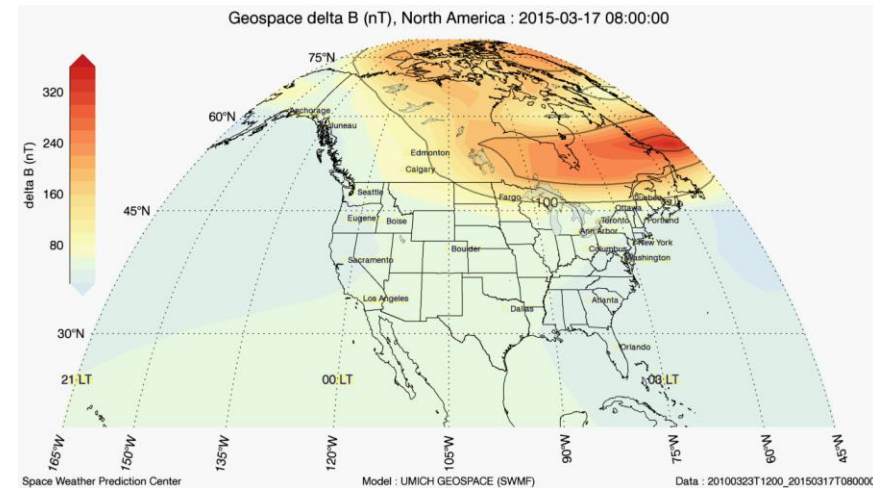 Geospace delta B (nT), North America : 2015-03-17 08:00:00
75°N
320
60°N
Anchorage
Juneau
240
delta B (nT)
Edmonton
160
Calgary
Seattle
Fargo
100
Quebec
Ottawa
45°N
Eugene
Boise
Toronto
Portland
80
Ann Arbor
Boulder
Columbus
New York
Sacramento
Washington
Los Angeles
Dallas
Atlanta
30°N
Orlando
21 LT
00 LT
03 LT
165°W
150°W
135°W
120°W
105°W
90°W
75°W
60°W
45°W
Space Weather Prediction Center
Model : UMICH GEOSPACE (SWMF)
Data : 20100323T1200_20150317T080000